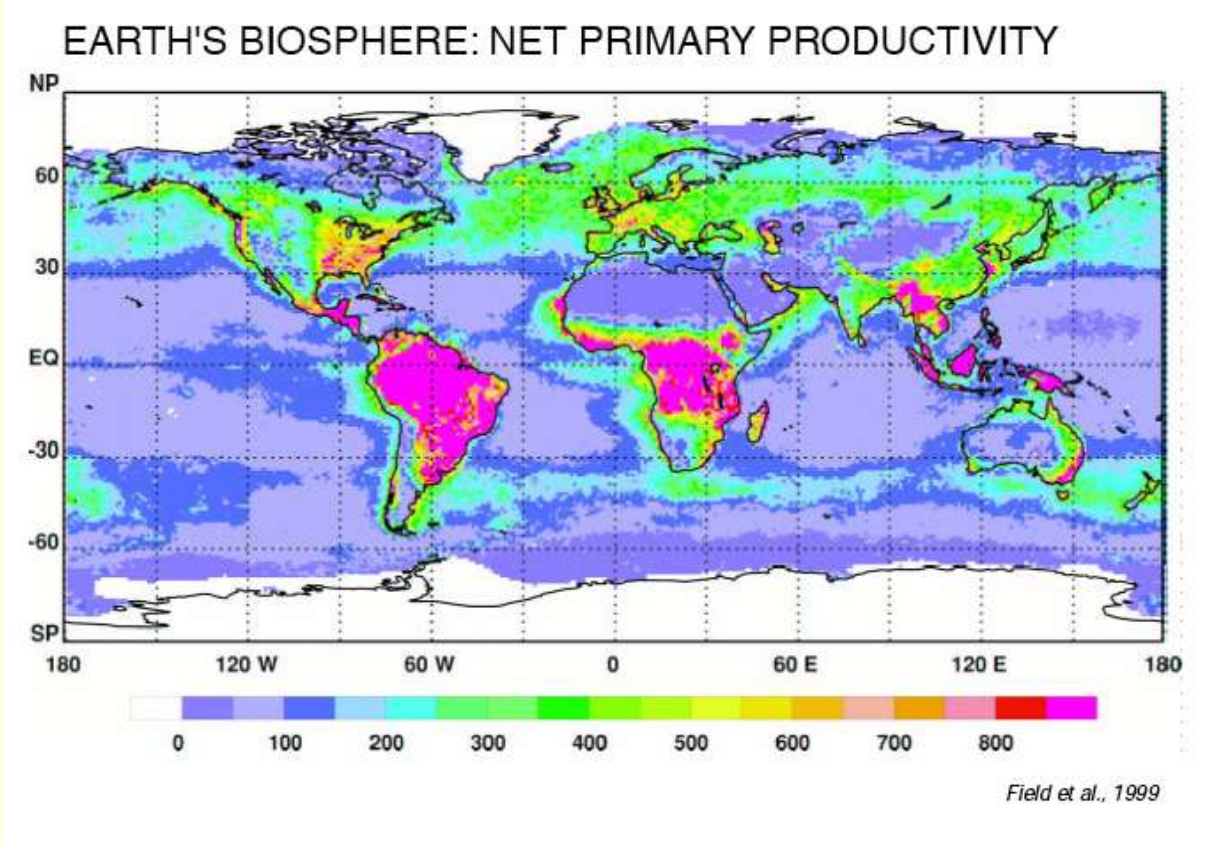 EARTH'S BIOSPHERE: NET PRIMARY PRODUCTIVITY
NP
60
30
EQ
-30
-60
SP
180 120 W 60 W 0 60 E 120 E 180
0 100 200 300 400 500 600 700 800
Field et al., 1999